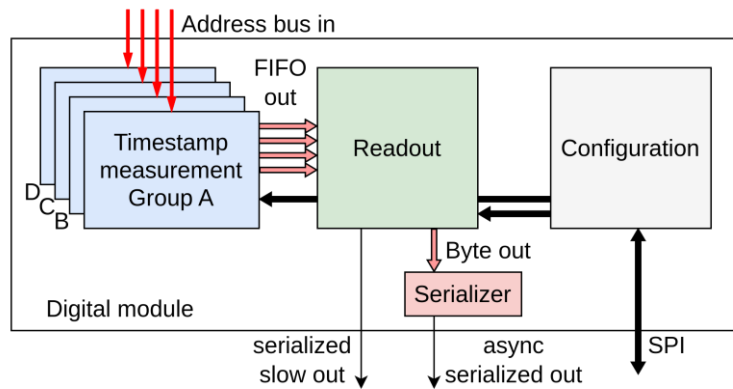 Address bus in
FIFO
out
Timestamp
measurement
Group A
D
C
B
Readout
Configuration
Byte out
Serializer
Digital module
serialized
slow out
async
serialized out
SPI